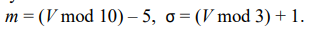 m = (V mod 10) – 5, σ = (V mod 3) + 1.